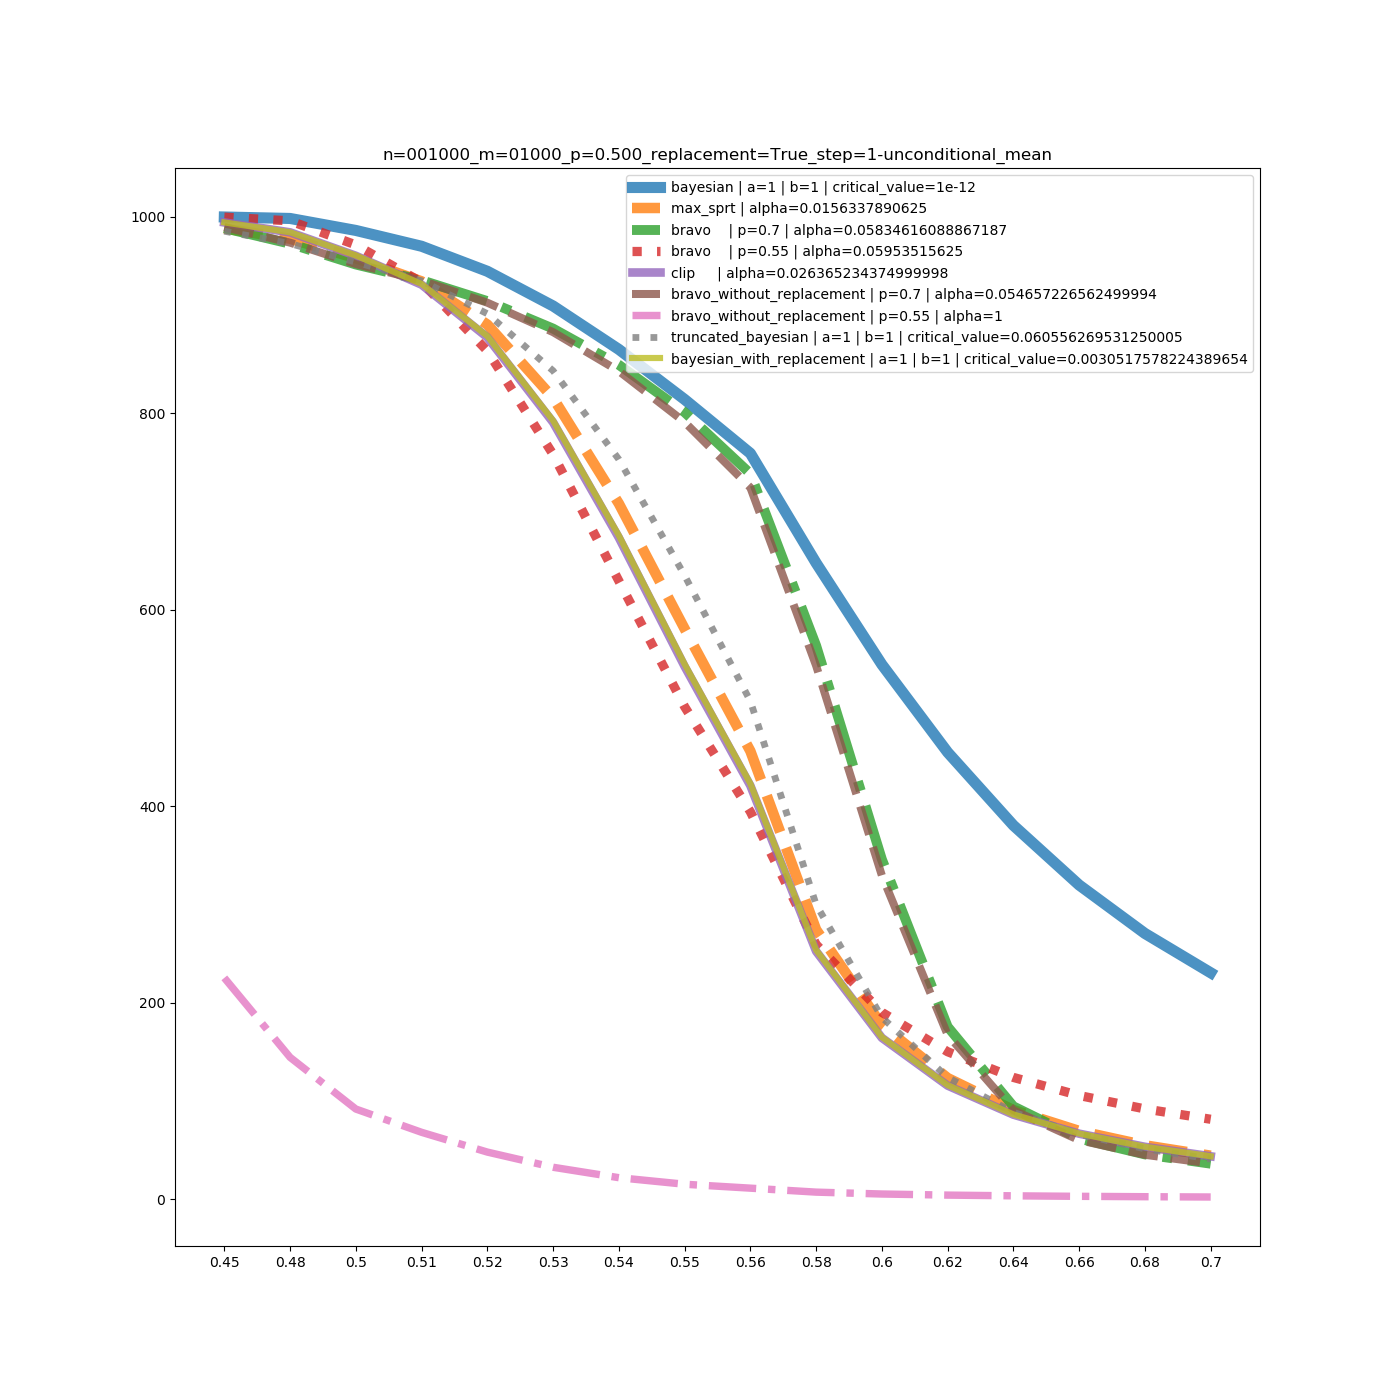 n=001000_m=01000_p=0.500_replacement=True_step=1-unconditional_mean
bayesian | a=1 | b=1 | critical_value=1e-12
max_sprt | alpha=0.0156337890625
bravo | p=0.7 | alpha=0.05834616088867187
bravo | p=0.55 | alpha=0.05953515625
clip | alpha=0.026365234374999998
bravo_without_replacement | p=0.7 | alpha=0.054657226562499994
bravo_without_replacement | p=0.55 | alpha=1
truncated_bayesian | a=1 | b=1 | critical_value=0.060556269531250005
bayesian_with_replacement | a=1 | b=1 | critical_value=0.0030517578224389654
1000
800
600
400
200
0
0.45 0.48 0.5 0.51 0.52 0.53 0.54 0.55 0.56 0.58 0.6 0.62 0.64 0.66 0.68 0.7